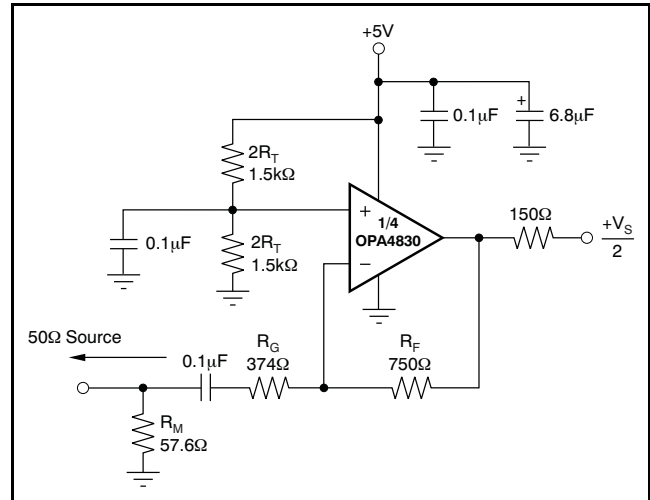 +5V
0.1μF
+
6.8μF
2R_T
1.5kΩ
0.1μF
2R_T
1.5kΩ
+
1/4
OPA4830
−
150Ω
+V_S
2
50Ω Source
0.1μF
R_G
374Ω
R_F
750Ω
R_M
57.6Ω